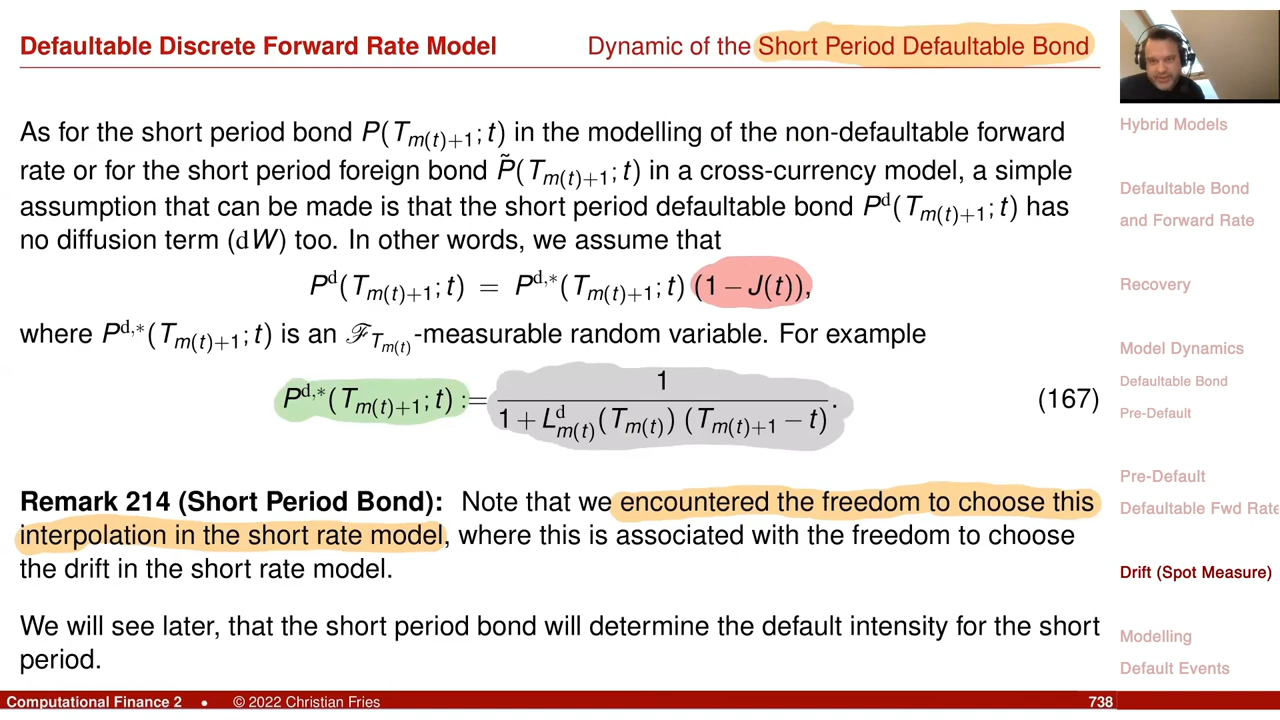 Defaultable Discrete Forward Rate Model
Dynamic of the Short Period Defaultable Bond
As for the short period bond P(T_{m(t)+1}; t) in the modelling of the non-defaultable forward
rate or for the short period foreign bond P̃(T_{m(t)+1}; t) in a cross-currency model, a simple
assumption that can be made is that the short period defaultable bond P^d(T_{m(t)+1}; t) has
no diffusion term (dW) too. In other words, we assume that
P^d(T_{m(t)+1}; t) = P^{d,*}(T_{m(t)+1}; t) (1 − J(t)),
where P^{d,*}(T_{m(t)+1}; t) is an ℱ_{T_{m(t)}}-measurable random variable. For example
P^{d,*}(T_{m(t)+1}; t) := 1 / (1 + L^d_{m(t)}(T_{m(t)}) (T_{m(t)+1} − t)). (167)
Remark 214 (Short Period Bond): Note that we encountered the freedom to choose this
interpolation in the short rate model, where this is associated with the freedom to choose
the drift in the short rate model.
We will see later, that the short period bond will determine the default intensity for the short
period.
Hybrid Models
Defaultable Bond
and Forward Rate
Recovery
Model Dynamics
Defaultable Bond
Pre-Default
Pre-Default
Defaultable Fwd Rate
Drift (Spot Measure)
Modelling
Default Events
Computational Finance 2 • © 2022 Christian Fries 738